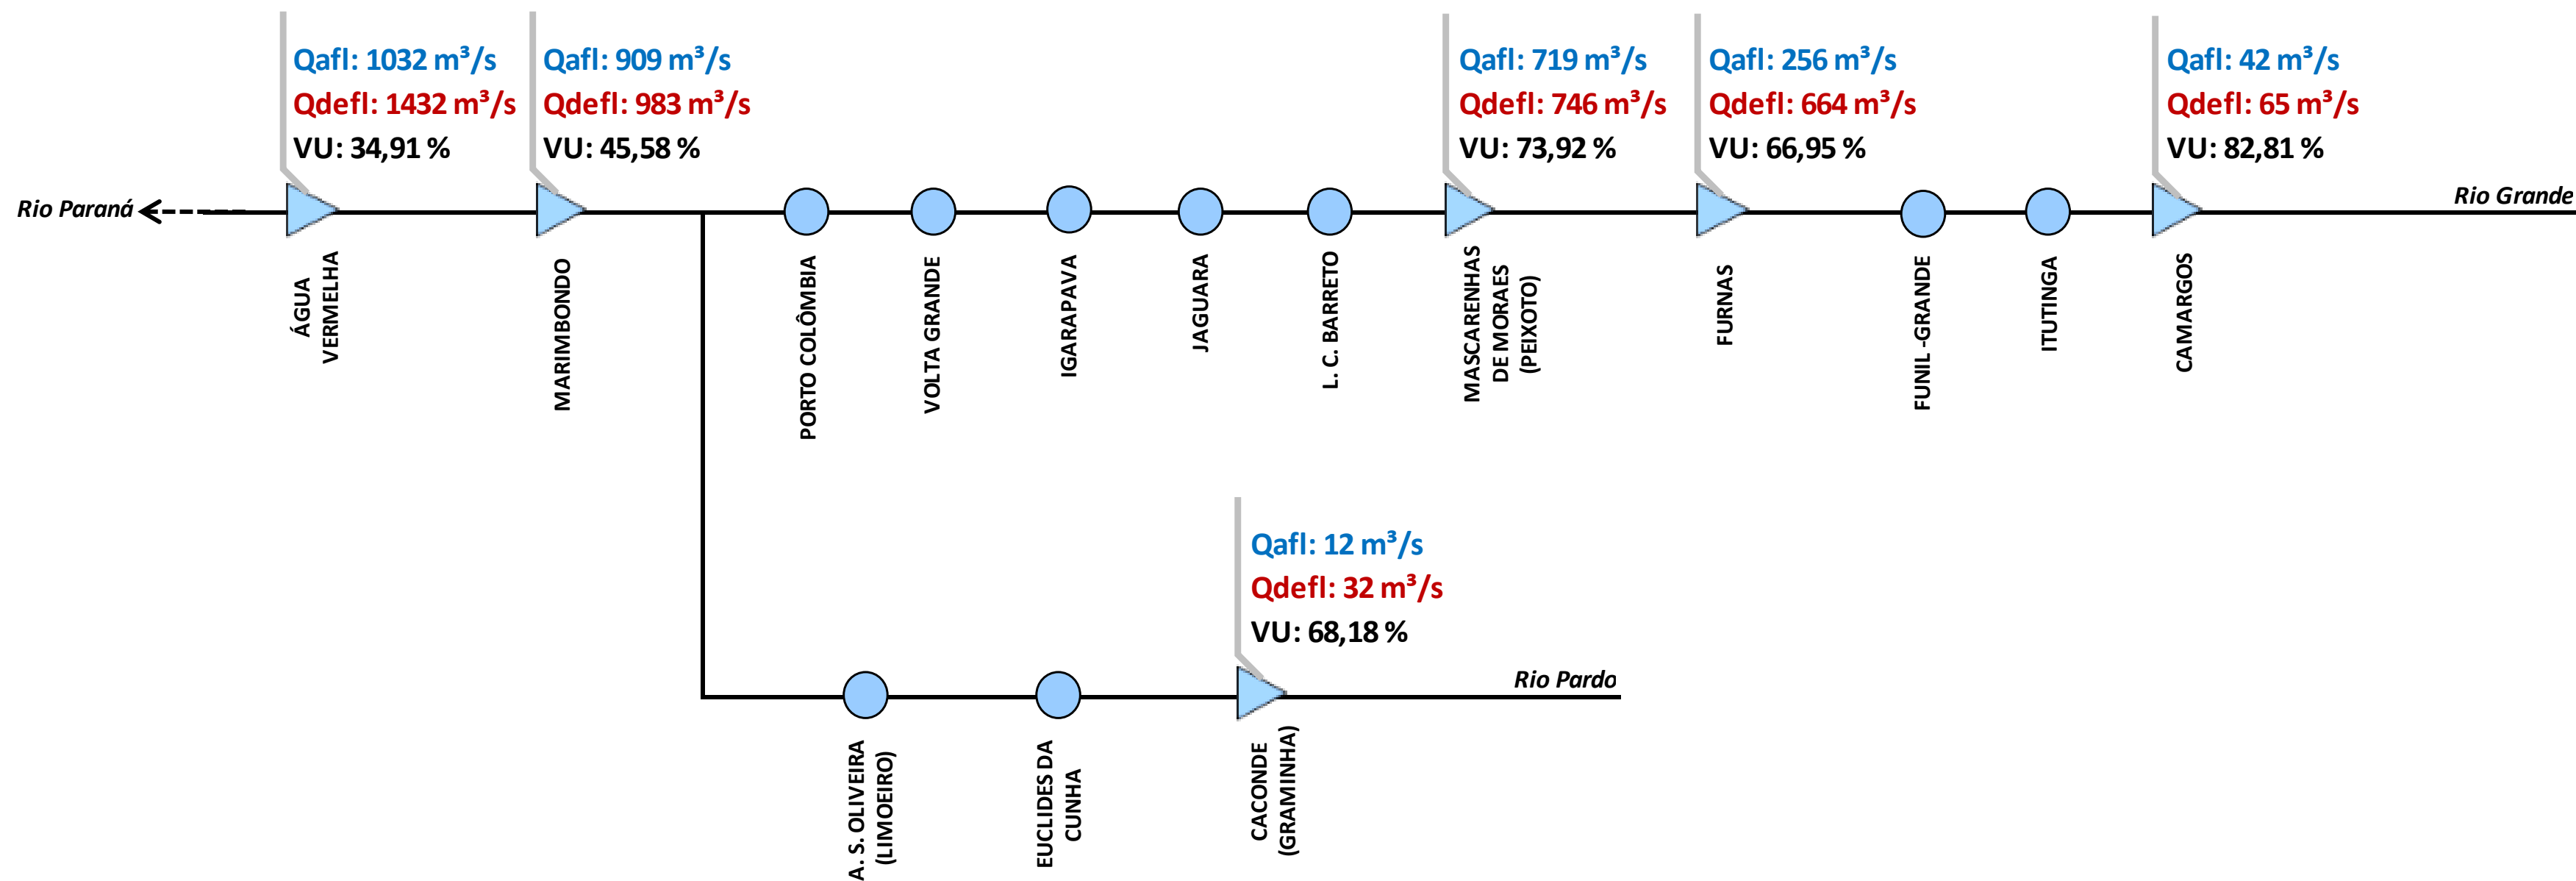 Qafl: 1032 m³/s
Qdefl: 1432 m³/s
VU: 34,91 %
Qafl: 909 m³/s
Qdefl: 983 m³/s
VU: 45,58 %
Qafl: 719 m³/s
Qdefl: 746 m³/s
VU: 73,92 %
Qafl: 256 m³/s
Qdefl: 664 m³/s
VU: 66,95 %
Qafl: 42 m³/s
Qdefl: 65 m³/s
VU: 82,81 %
Rio Paraná
Rio Grande
ÁGUA
VERMELHA
MARIMBONDO
PORTO COLÔMBIA
VOLTA GRANDE
IGARAPAVA
JAGUARA
L. C. BARRETO
MASCARENHAS
DE MORAES
(PEIXOTO)
FURNAS
FUNIL -GRANDE
ITUTINGA
CAMARGOS
Qafl: 12 m³/s
Qdefl: 32 m³/s
VU: 68,18 %
Rio Pardo
A. S. OLIVEIRA
(LIMOEIRO)
EUCLIDES DA
CUNHA
CACONDE
(GRAMINHA)